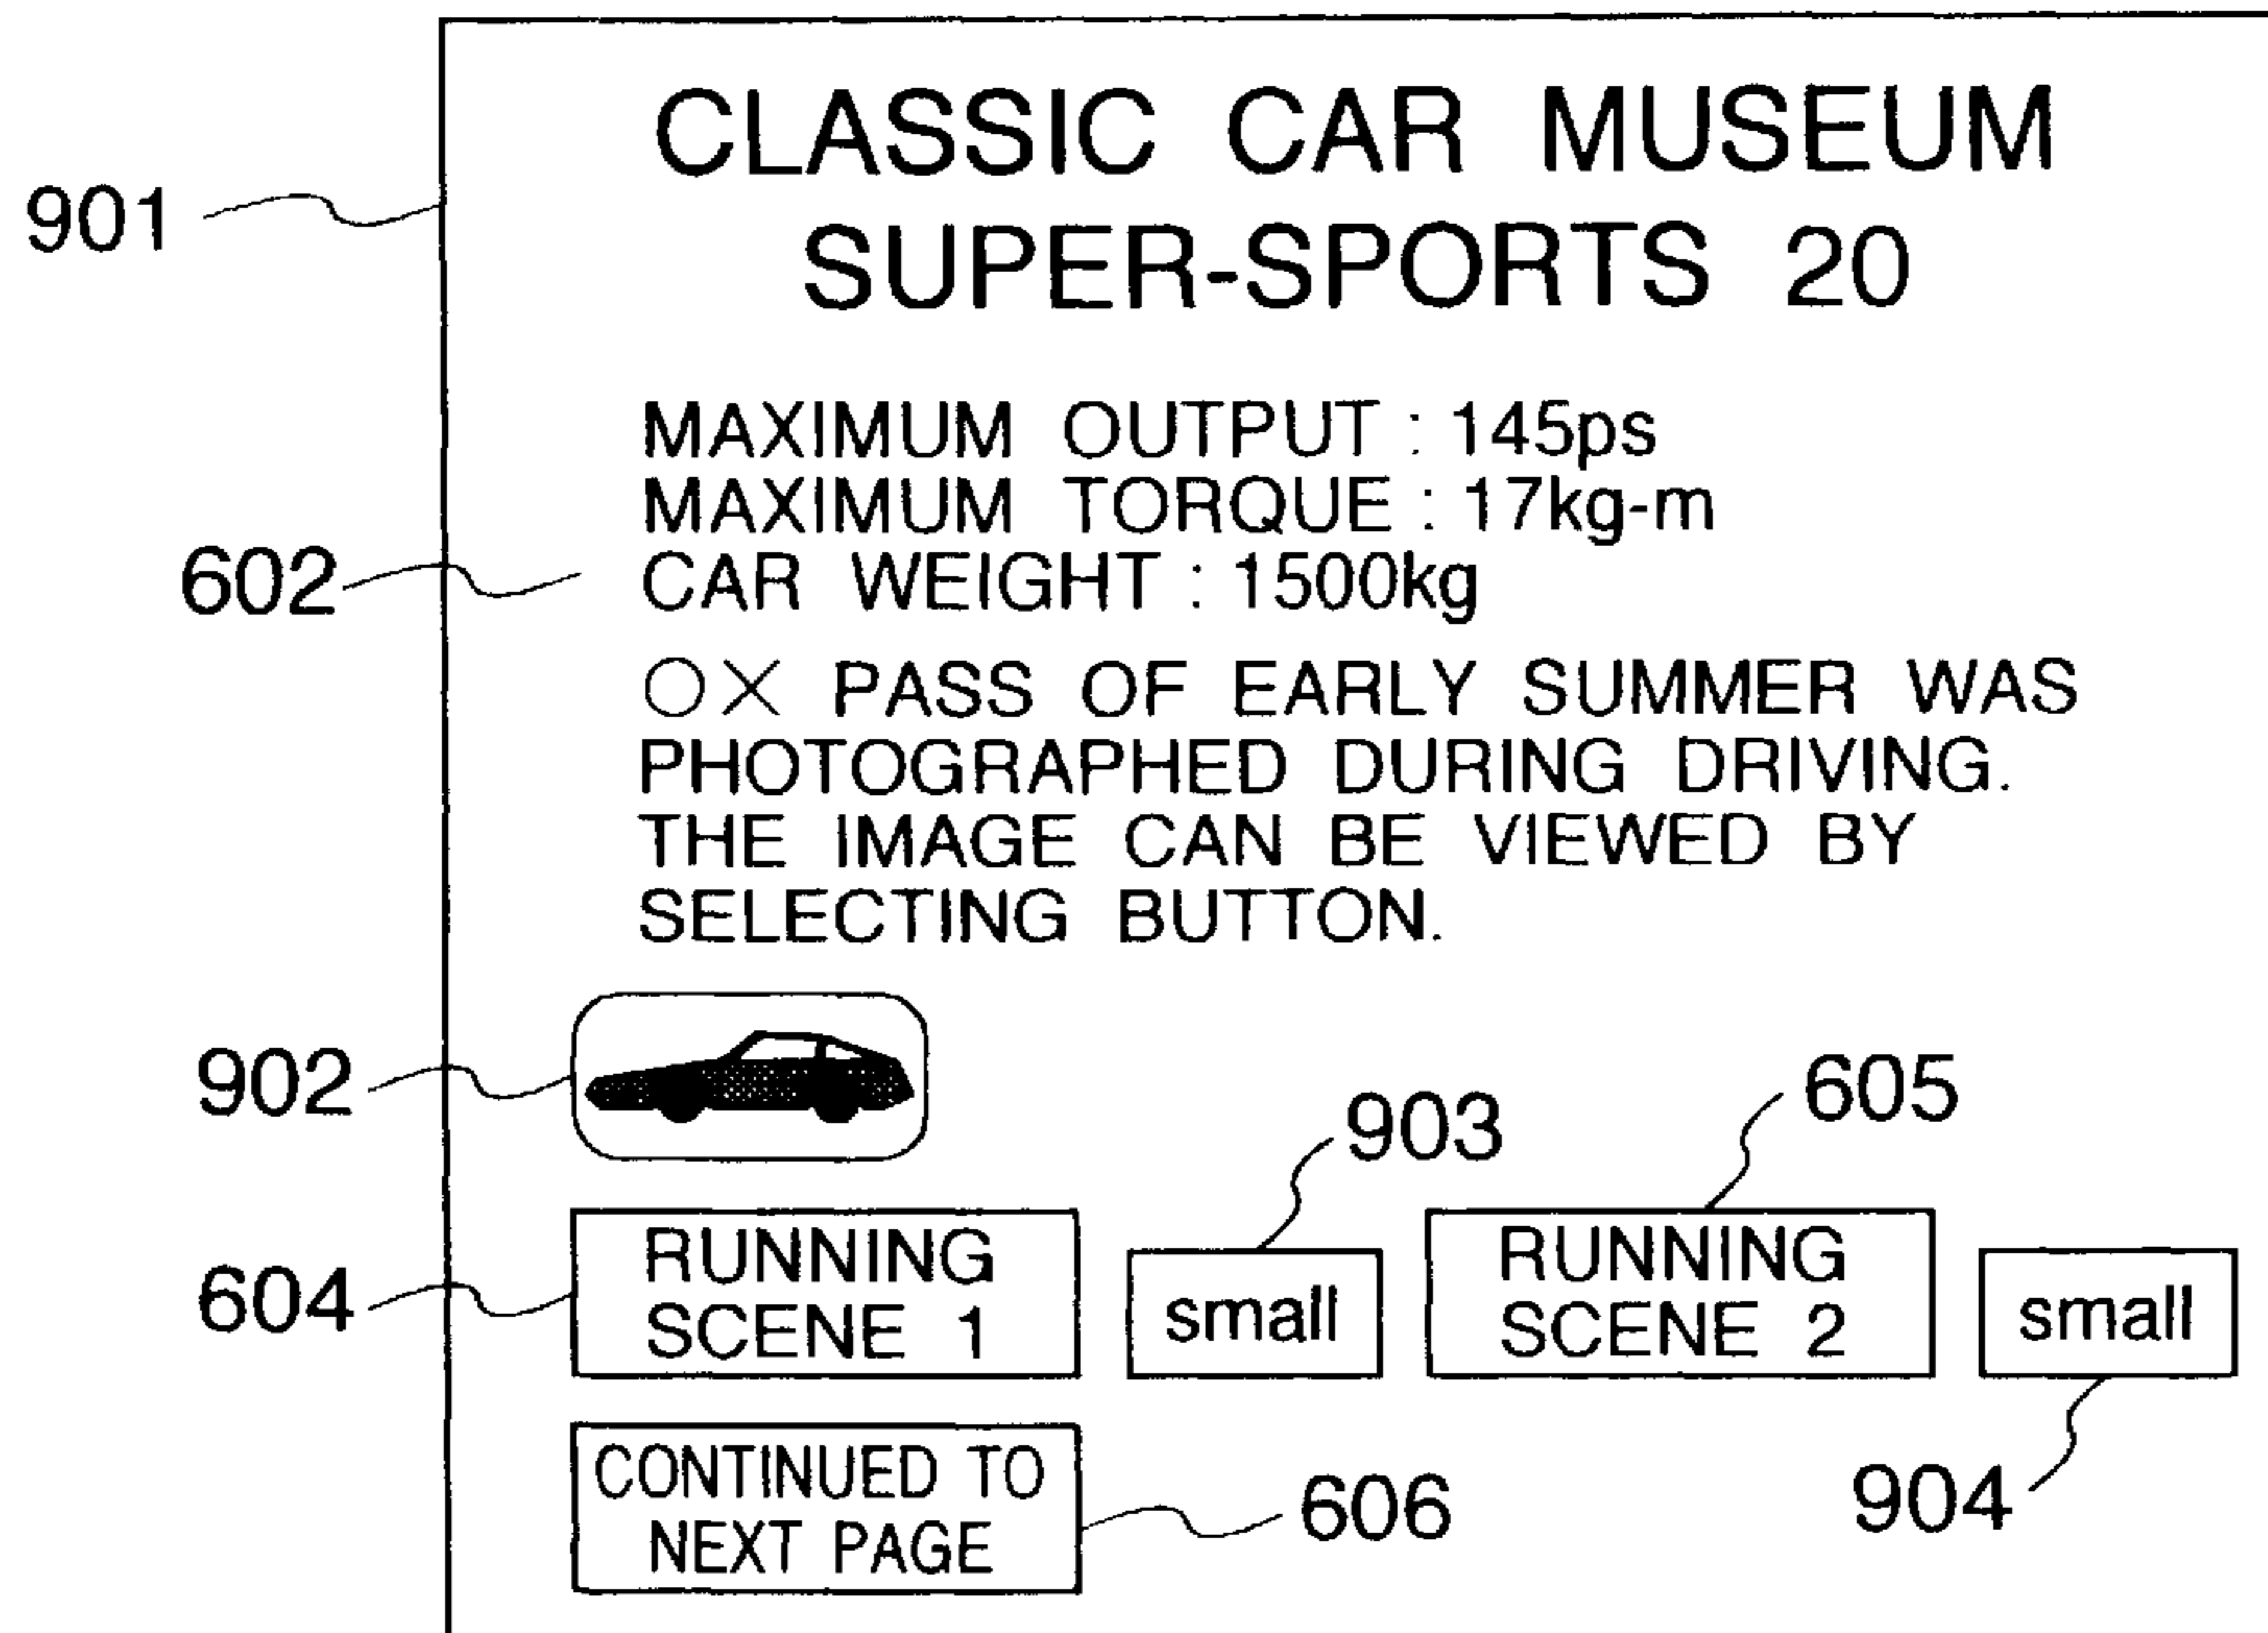 CLASSIC CAR MUSEUM
901
SUPER-SPORTS 20
MAXIMUM OUTPUT : 145ps
MAXIMUM TORQUE : 17kg-m
602
CAR WEIGHT : 1500kg
○× PASS OF EARLY SUMMER WAS
PHOTOGRAPHED DURING DRIVING.
THE IMAGE CAN BE VIEWED BY
SELECTING BUTTON.
902
903
605
604
RUNNING
SCENE 1
small
RUNNING
SCENE 2
small
CONTINUED TO
NEXT PAGE
606
904